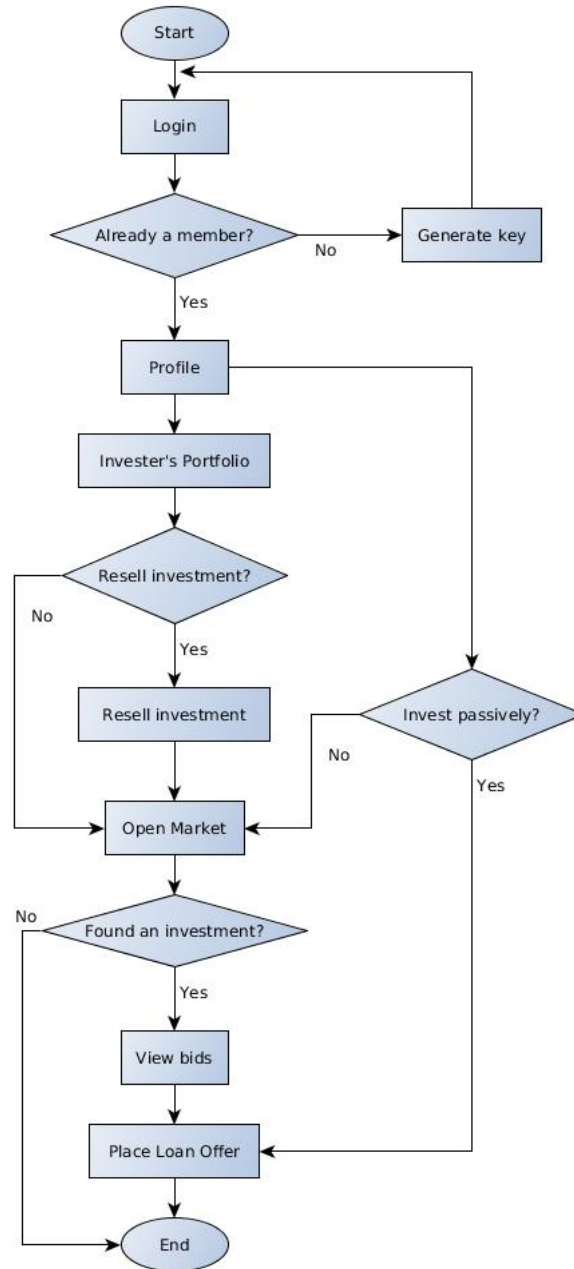 Start
Login
Already a member?
No
Generate key
Yes
Profile
Invester's Portfolio
Resell investment?
No
Yes
Resell investment
Invest passively?
No
Yes
Open Market
No
Found an investment?
Yes
View bids
Place Loan Offer
End